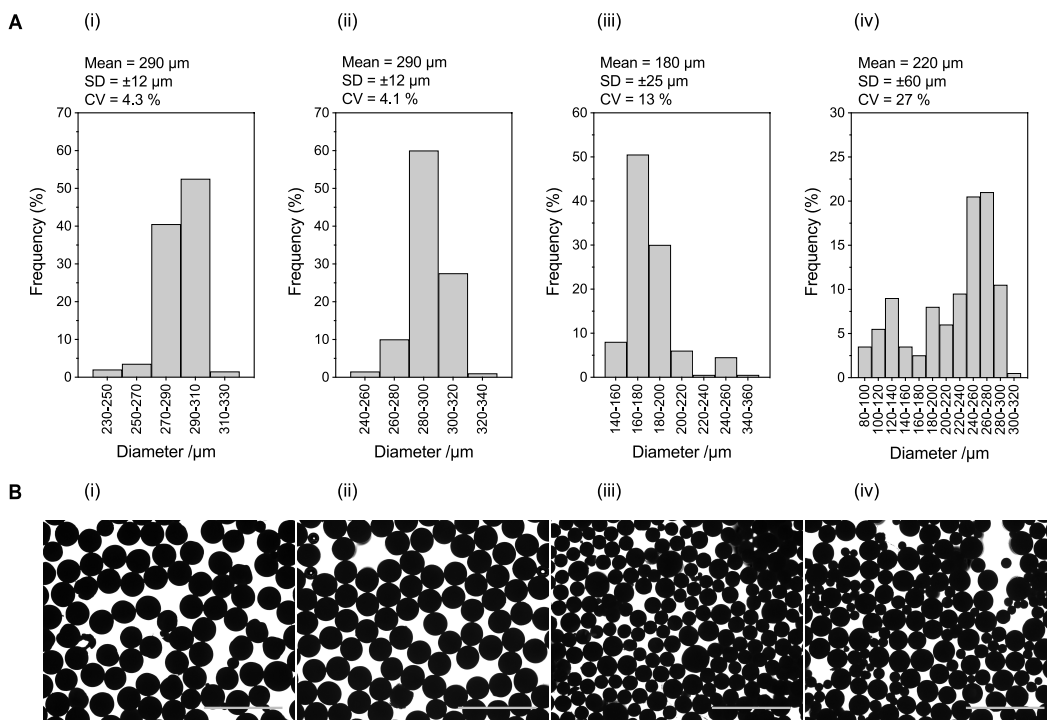 A
(i)
(ii)
(iii)
(iv)
Mean = 290 µm
SD = ±12 µm
CV = 4.3 %
Mean = 290 µm
SD = ±12 µm
CV = 4.1 %
Mean = 180 µm
SD = ±25 µm
CV = 13 %
Mean = 220 µm
SD = ±60 µm
CV = 27 %
Frequency (%)
70
60
50
40
30
20
10
0
230-250
250-270
270-290
290-310
310-330
Diameter /µm
Frequency (%)
70
60
50
40
30
20
10
0
240-260
260-280
280-300
300-320
320-340
Diameter /µm
Frequency (%)
60
50
40
30
20
10
0
140-160
160-180
180-200
200-220
220-240
240-260
340-360
Diameter /µm
Frequency (%)
30
25
20
15
10
5
0
80-100
100-120
120-140
140-160
160-180
180-200
200-220
220-240
240-260
260-280
280-300
300-320
Diameter /µm
B
(i)
(ii)
(iii)
(iv)